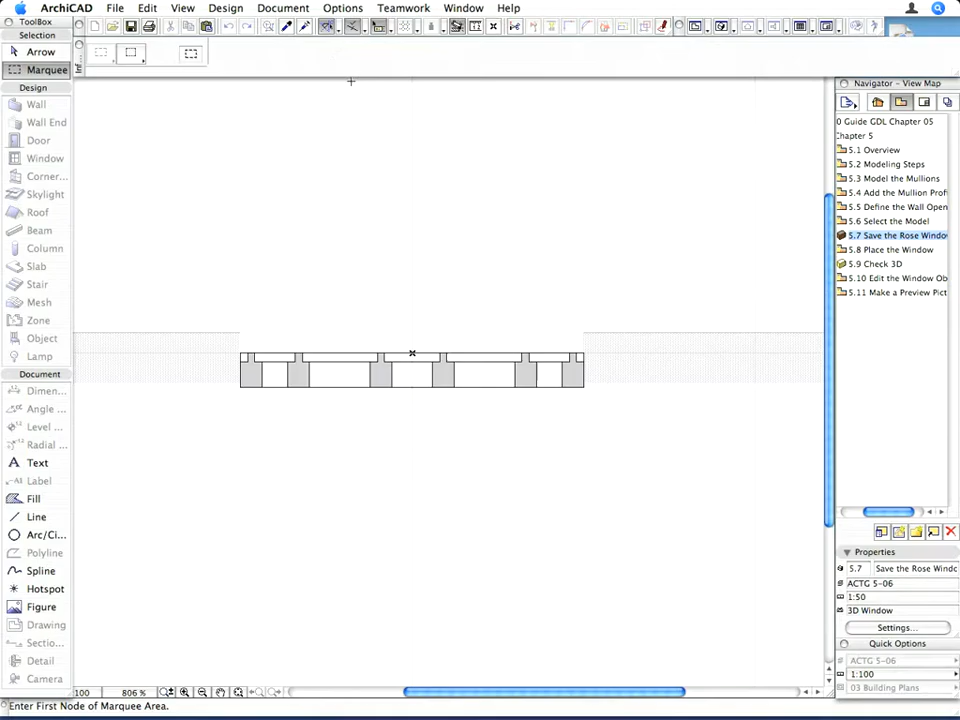 ArchiCAD File Edit View Design Document Options Teamwork Window Help
ToolBox
Selection
Arrow
Marquee
Design
Wall
Wall End
Door
Window
Corner...
Skylight
Roof
Beam
Column
Slab
Stair
Mesh
Zone
Object
Lamp
Document
Dimen...
Angle ...
Level ...
Radial ...
Text
Label
Fill
Line
Arc/Ci...
Polyline
Spline
Hotspot
Figure
Drawing
Sectio...
Detail
Camera
Inf...
Navigator - View Map
0 Guide GDL Chapter 05
Chapter 5
5.1 Overview
5.2 Modeling Steps
5.3 Model the Mullions
5.4 Add the Mullion Prof
5.5 Define the Wall Open
5.6 Select the Model
5.7 Save the Rose Window
5.8 Place the Window
5.9 Check 3D
5.10 Edit the Window Ob
5.11 Make a Preview Pict
Properties
5.7 Save the Rose Windo
ACTG 5-06
1:50
3D Window
Settings...
Quick Options
ACTG 5-06
1:100
03 Building Plans
:100 806 %
Enter First Node of Marquee Area.